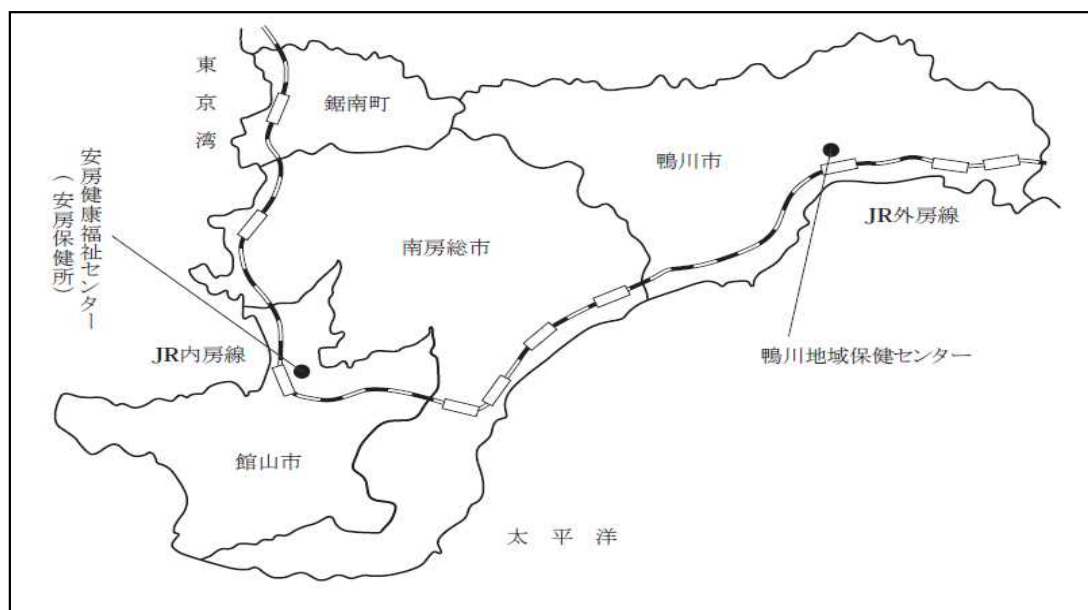 東京湾
鋸南町
鴨川市
安房健康福祉センター
(安房保健所)
南房総市
JR外房線
JR内房線
鴨川地域保健センター
館山市
太平洋